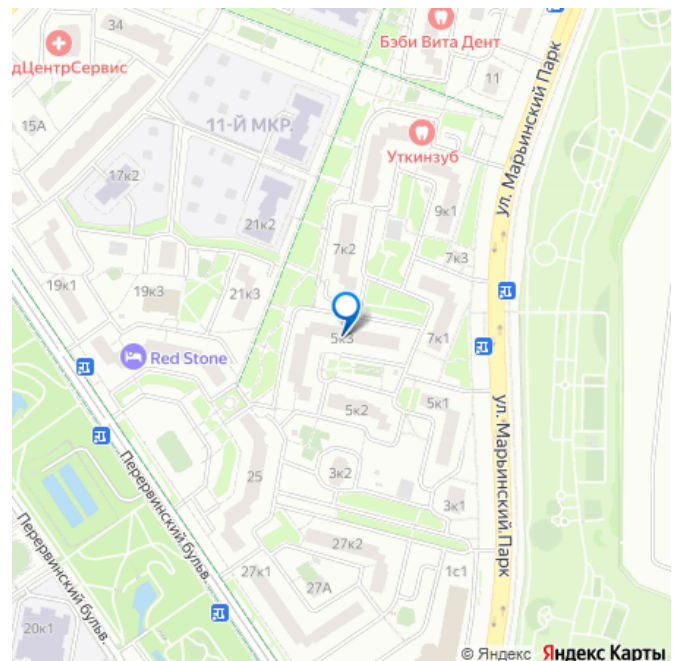 34
Бэби Вита Дент
дЦентрСервис
11
15А
11-Й МКР.
Уткинзуб
ул. Марьинский Парк
17к2
21к2
9к1
7к2
7к3
19к1
19к3
21к3
5к3
7к1
Red Stone
5к2
5к1
ул. Марьинский Парк
Перервинский бульв.
25
3к2
3к1
27к2
Перервинский бульв.
27к1
27А
1с1
20к1
© Яндекс Яндекс Карты